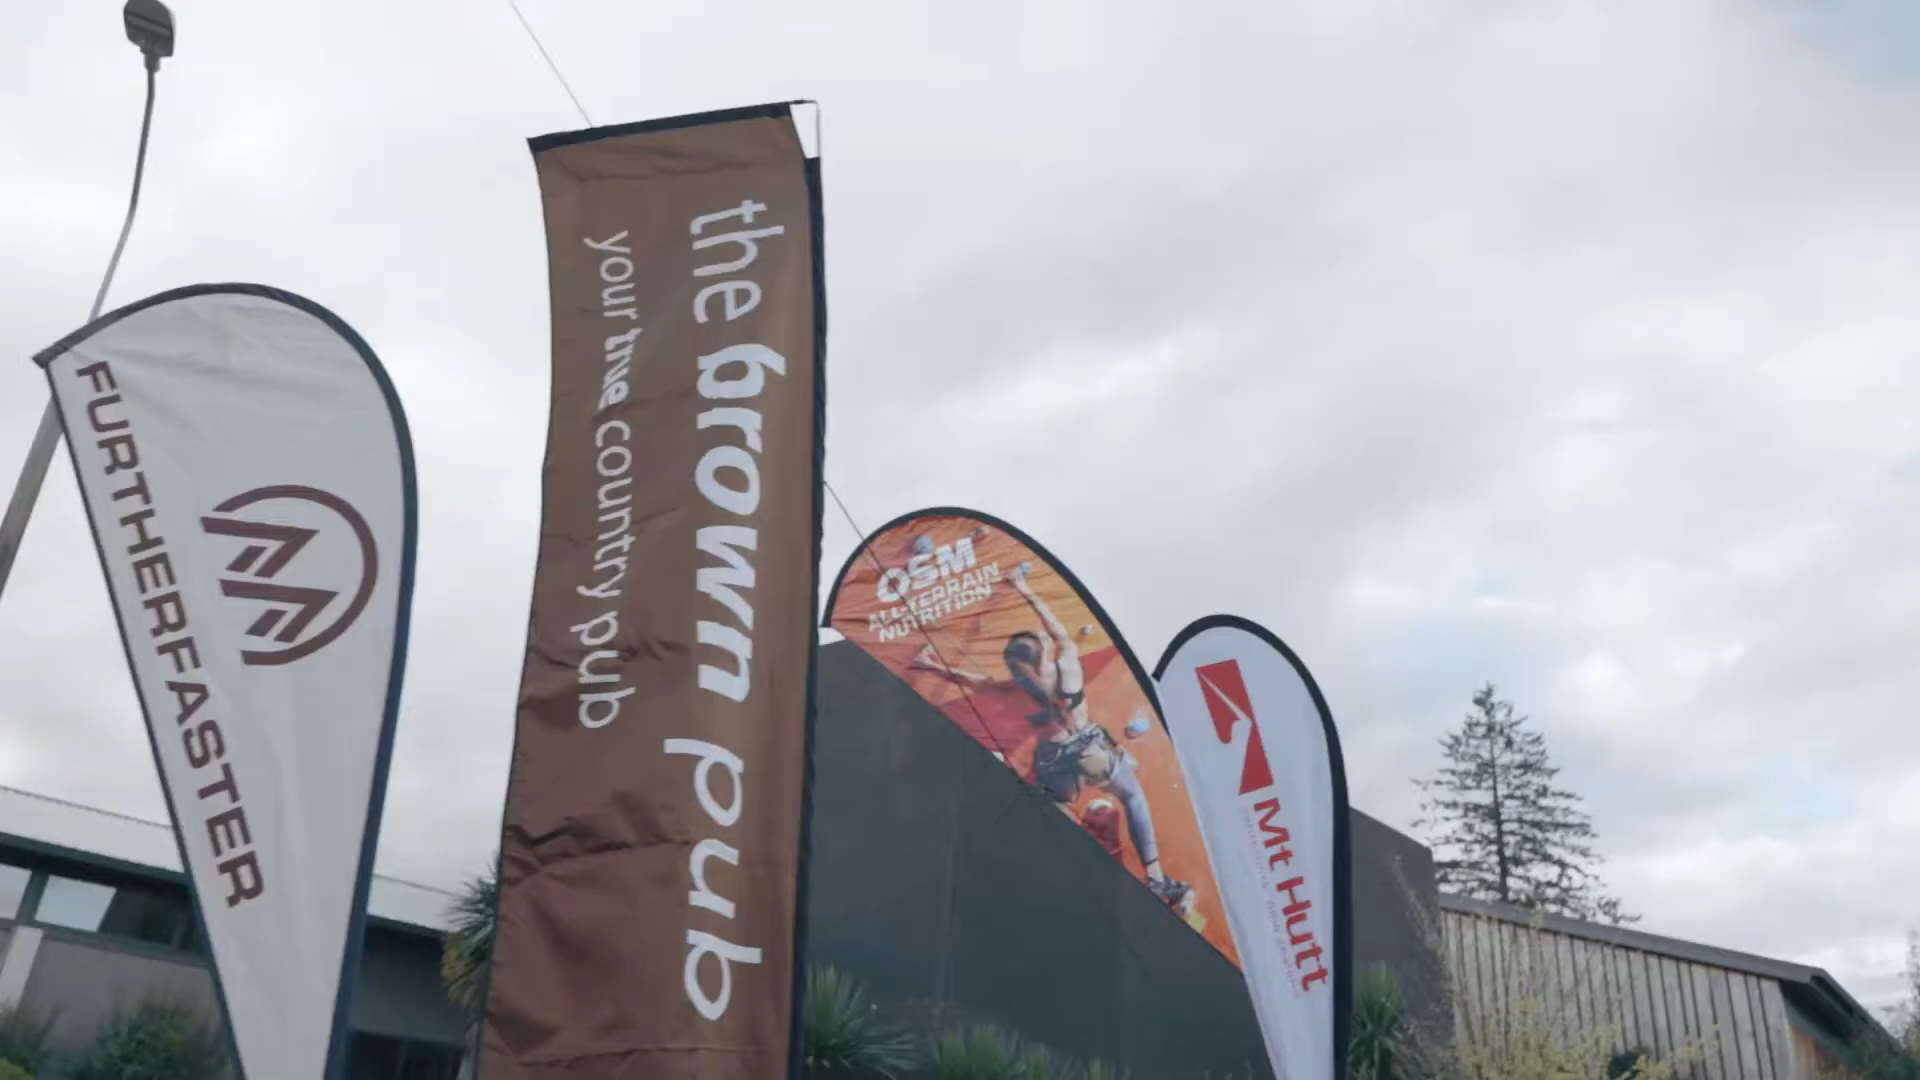 FURTHERFASTER
the brown pub
your true country pub
OSM
ALL-TERRAIN
NUTRITION
Mt Hutt